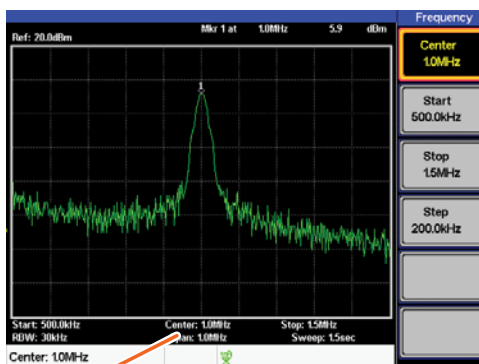 Frequency
Ref: 20.0dBm Mkr 1 at 1.0MHz 5.9 dBm
Center
1.0MHz
1
Start
500.0kHz
Stop
1.5MHz
Step
200.0kHz
Start: 500.0kHz Center: 1.0MHz Stop: 1.5MHz
RBW: 30kHz 1.0MHz Sweep: 1.5sec
Center: 1.0MHz